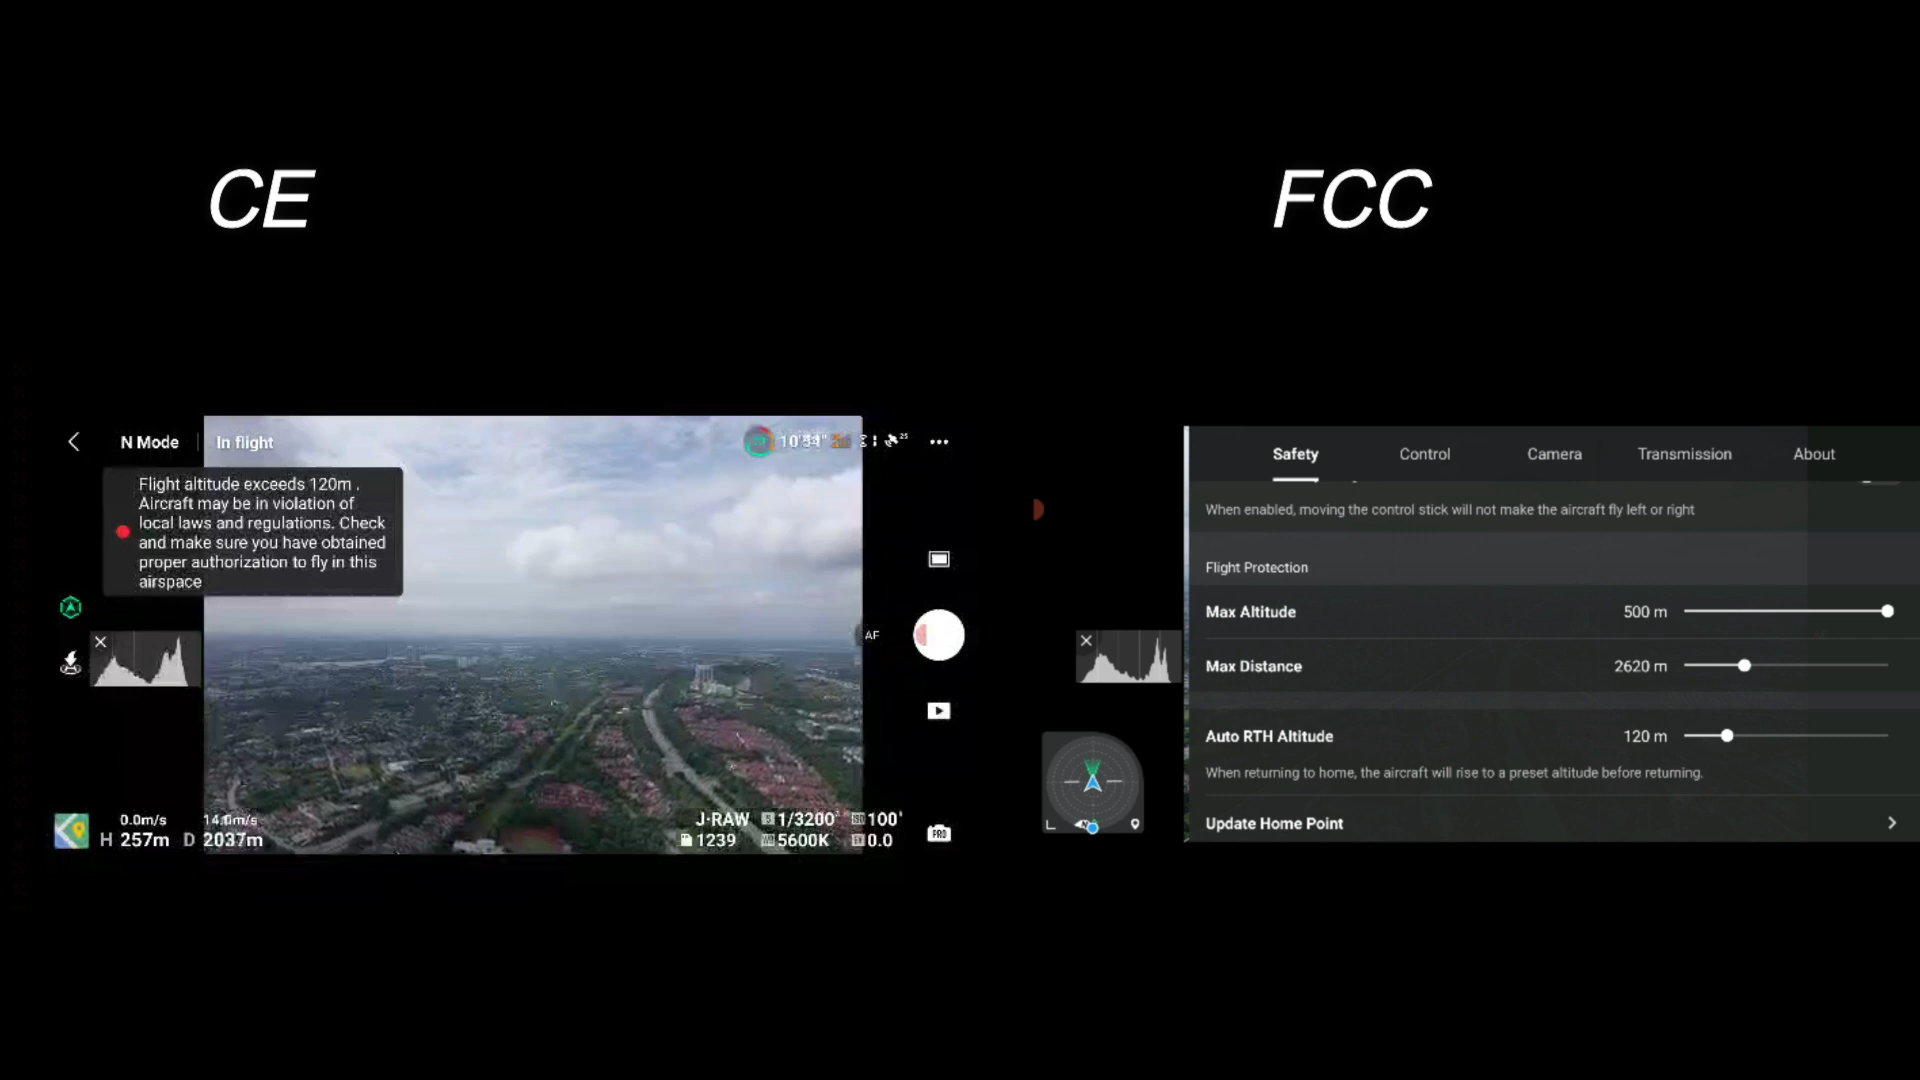 CE
FCC
N Mode
In flight
25
Flight altitude exceeds 120m .
Aircraft may be in violation of
local laws and regulations. Check
and make sure you have obtained
proper authorization to fly in this
airspace
AF
0.0m/s
H 257m
D 2037m
J-RAW
S 1/3200
ISO 100
1239
5600K
0.0
PRO
Safety
Control
Camera
Transmission
About
When enabled, moving the control stick will not make the aircraft fly left or right
Flight Protection
Max Altitude
500 m
Max Distance
2620 m
Auto RTH Altitude
120 m
When returning to home, the aircraft will rise to a preset altitude before returning.
Update Home Point
L
N